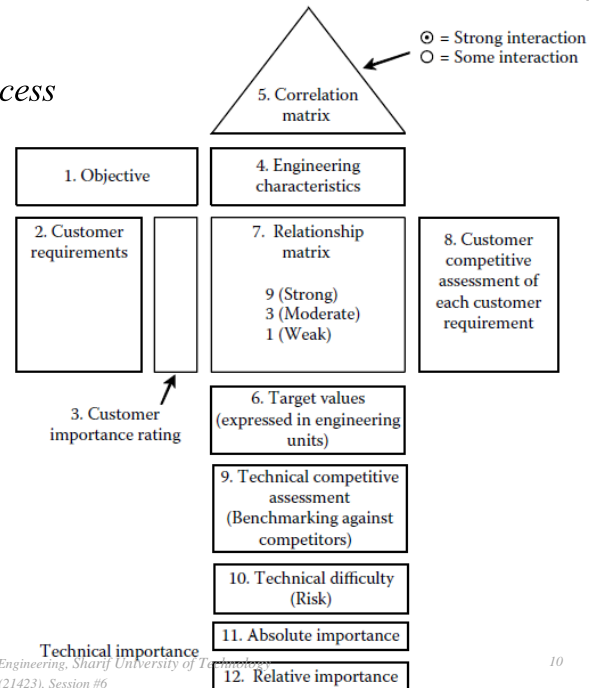 ⊙ = Strong interaction
O = Some interaction
cess
5. Correlation
matrix
1. Objective
4. Engineering
characteristics
2. Customer
requirements
7. Relationship
matrix
9 (Strong)
3 (Moderate)
1 (Weak)
8. Customer
competitive
assessment of
each customer
requirement
3. Customer
importance rating
6. Target values
(expressed in engineering
units)
9. Technical competitive
assessment
(Benchmarking against
competitors)
10. Technical difficulty
(Risk)
11. Absolute importance
Technical importance
Engineering, Sharif University of Technology
10
12. Relative importance
(21423), Session #6